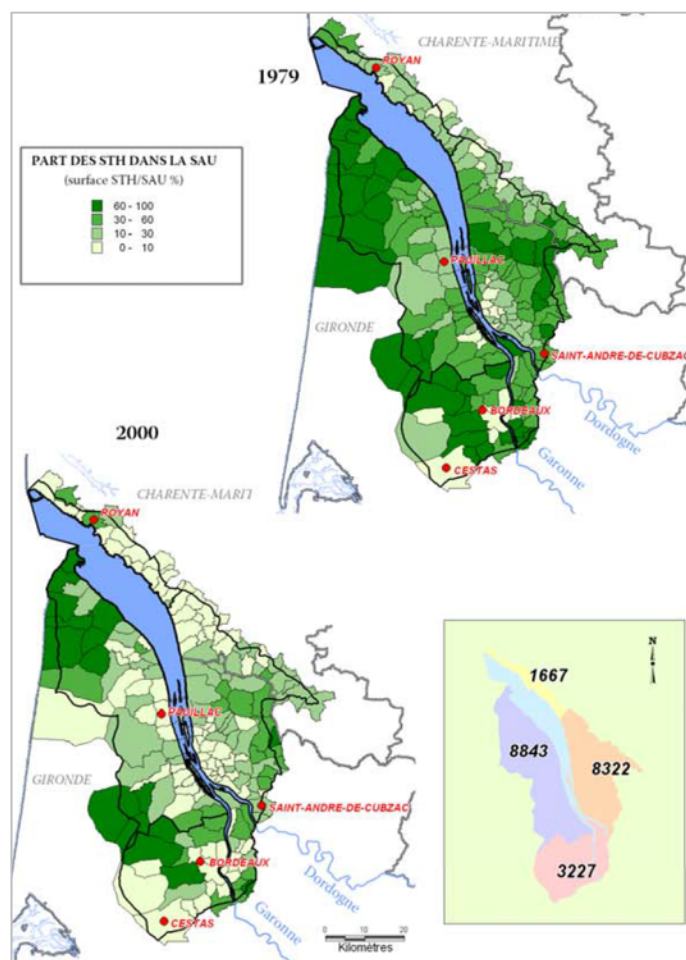 CHARENTE-MARITIME
ROYAN
1979
PART DES STH DANS LA SAU
(surface STH/SAU %)
60 - 100
30 - 60
10 - 30
0 - 10
PAUILLAC
GIRONDE
SAINT-ANDRE-DE-CUBZAC
BORDEAUX
Dordogne
2000
Garonne
CESTAS
CHARENTE-MARITI
ROYAN
N
1667
PAUILLAC
8843
8322
GIRONDE
SAINT-ANDRE-DE-CUBZAC
BORDEAUX
Dordogne
3227
Garonne
CESTAS
0 10 20
Kilomètres